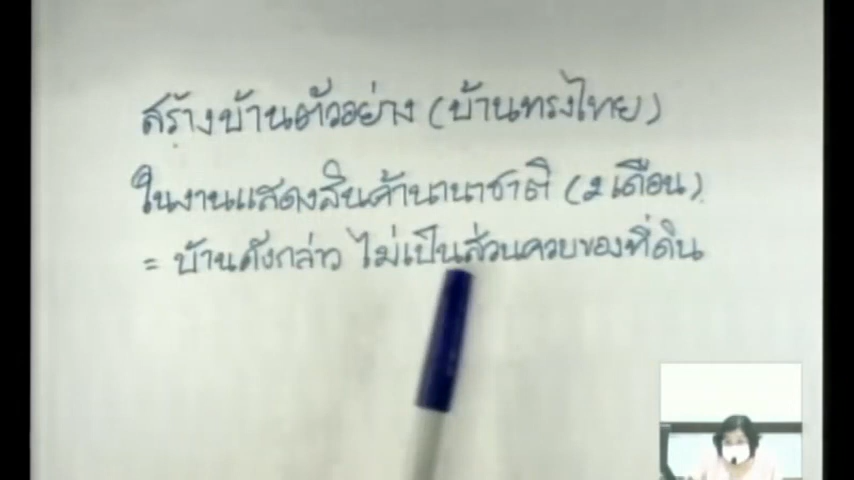 สร้างบ้านตัวอย่าง (บ้านทรงไทย)
ในงานแสดงสินค้านานาชาติ (2 เดือน)
= บ้านดังกล่าว ไม่เป็นส่วนควบของที่ดิน